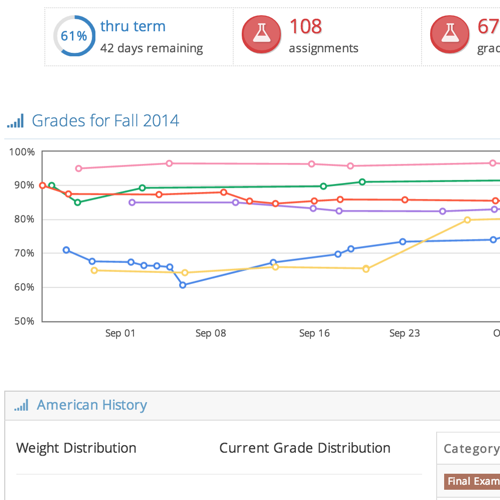 61%
thru term
42 days remaining
108
assignments
67
Grades for Fall 2014
100%
90%
80%
70%
60%
50%
Sep 01 Sep 08 Sep 16 Sep 23
American History
Weight Distribution Current Grade Distribution Category
Final Exam